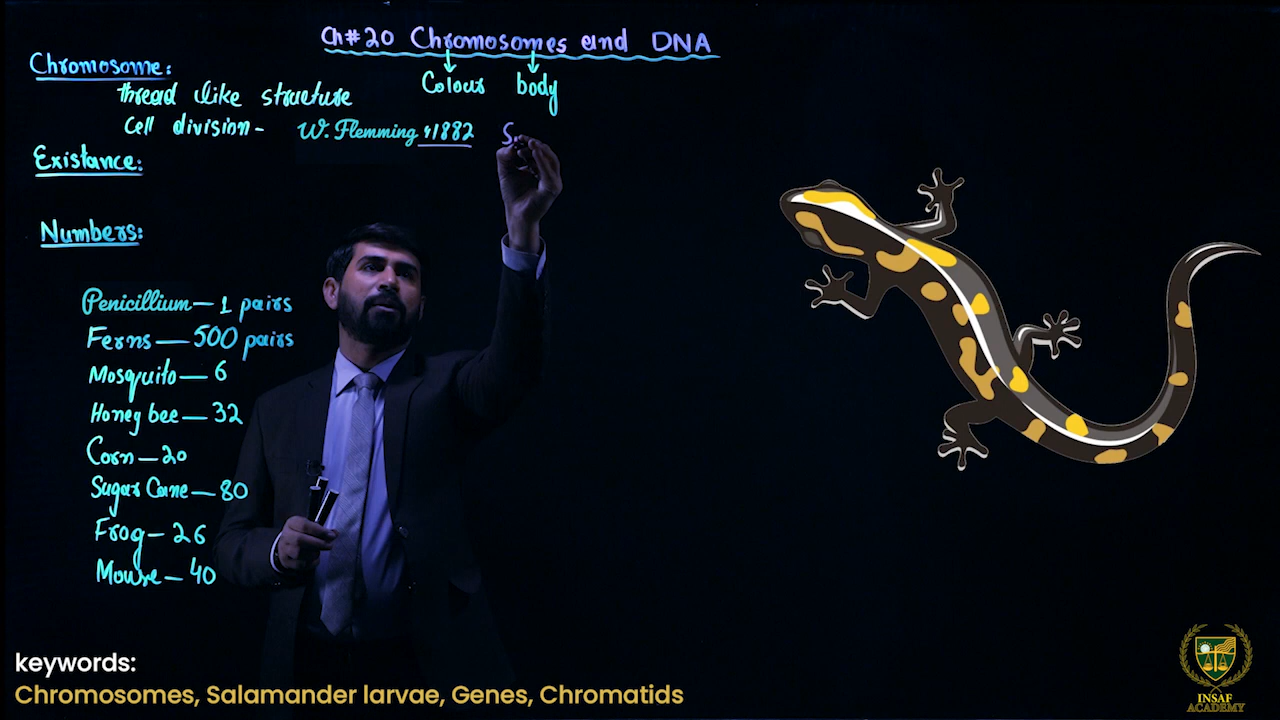 Ch#20 Chromosomes and DNA
Colour body
Chromosome:
thread like structure
Cell division - W. Flemming 1882 S
Existance:
Numbers:
Penicillium — 1 pairs
Ferns — 500 pairs
Mosquito — 6
Honey bee — 32
Corn — 20
Sugar Cane — 80
Frog — 26
Mouse — 40
keywords:
Chromosomes, Salamander larvae, Genes, Chromatids
INSAF
ACADEMY